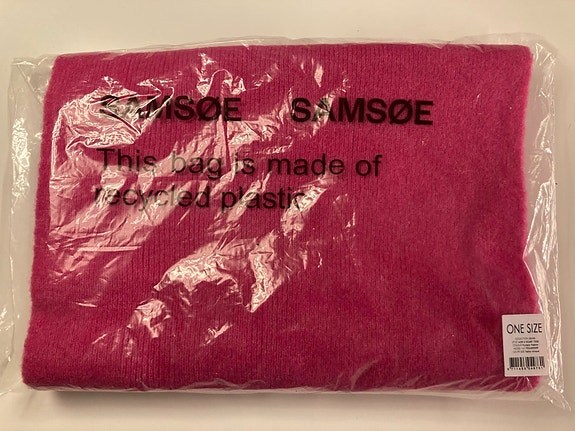 SAMSØE SAMSØE
This bag is made of
recycled plastic
ONE SIZE